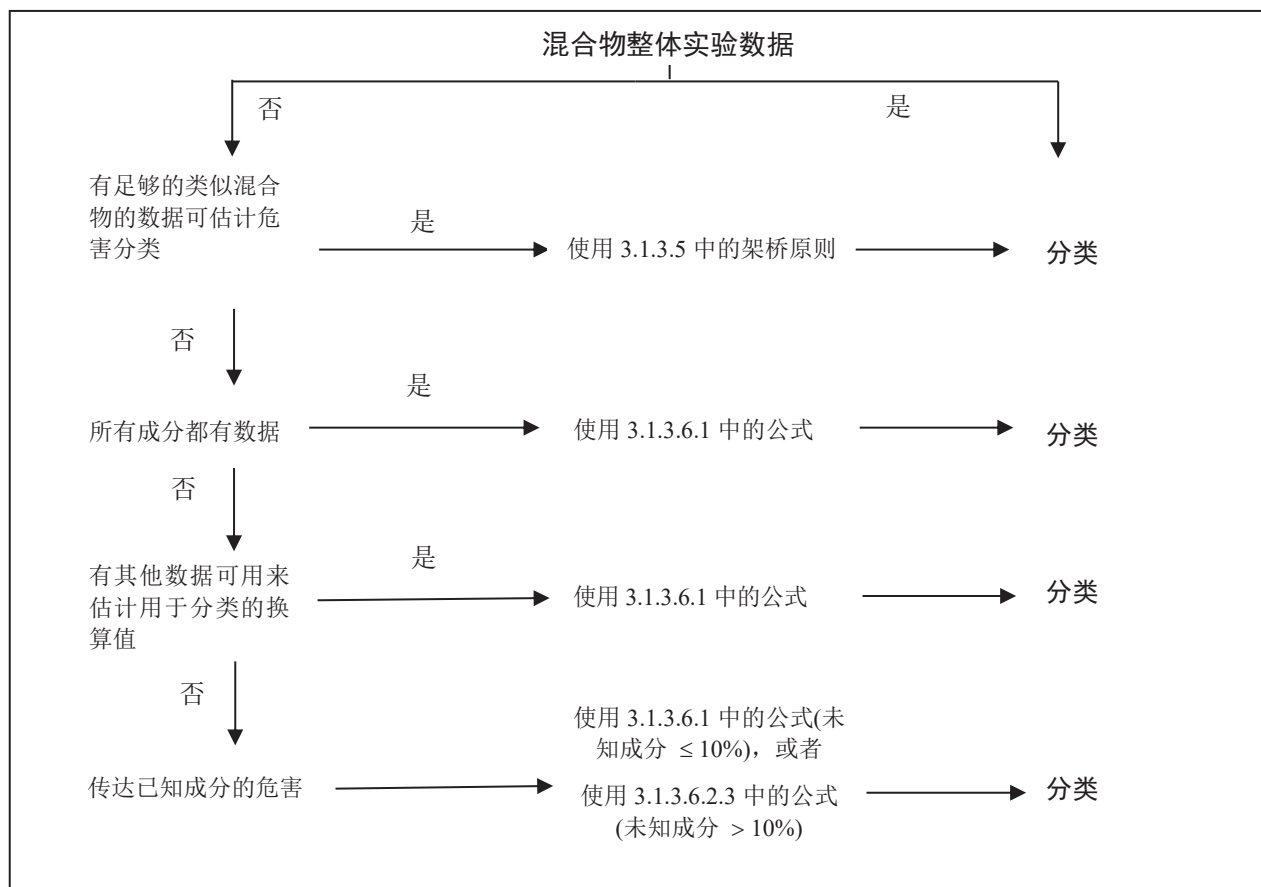 混合物整体实验数据
否
是
有足够的类似混合
物的数据可估计危
害分类
是
使用 3.1.3.5 中的架桥原则
分类
否
是
所有成分都有数据
使用 3.1.3.6.1 中的公式
分类
否
是
有其他数据可用来
估计用于分类的换
算值
使用 3.1.3.6.1 中的公式
分类
否
使用 3.1.3.6.1 中的公式(未
知成分 ≤ 10%)，或者
传达已知成分的危害
使用 3.1.3.6.2.3 中的公式
(未知成分 > 10%)
分类